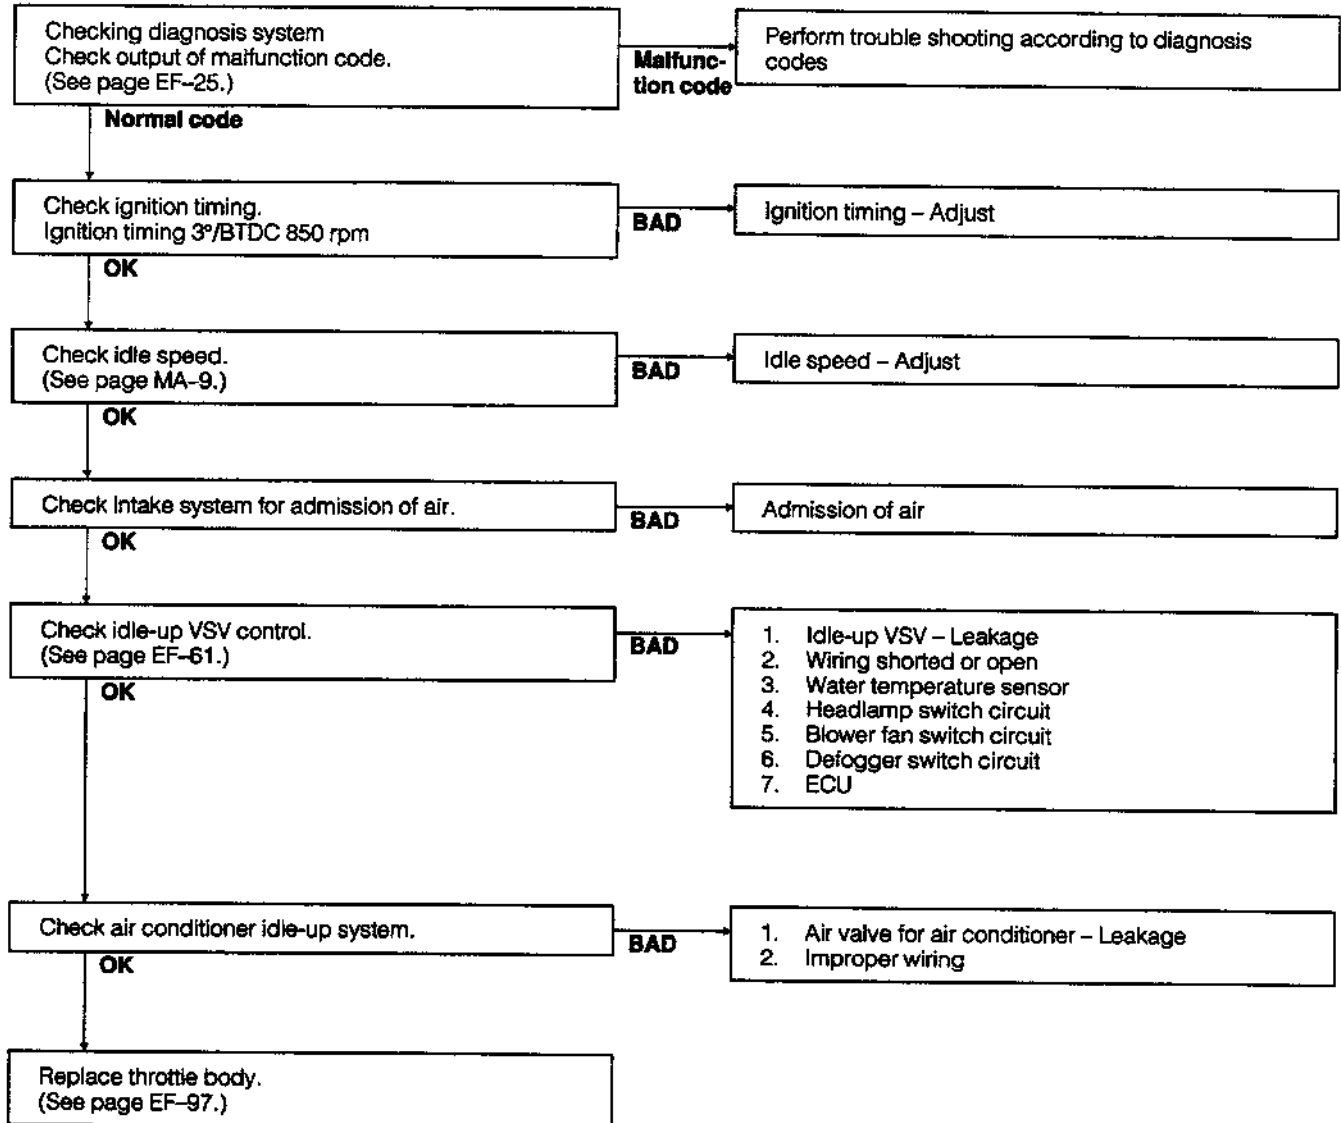 Checking diagnosis system
Check output of malfunction code.
(See page EF–25.)
Malfunc-
tion code
Perform trouble shooting according to diagnosis
codes
Normal code
Check ignition timing.
Ignition timing 3°/BTDC 850 rpm
BAD
Ignition timing – Adjust
OK
Check idle speed.
(See page MA–9.)
BAD
Idle speed – Adjust
OK
Check Intake system for admission of air.
BAD
Admission of air
OK
Check idle-up VSV control.
(See page EF–61.)
BAD
1. Idle-up VSV – Leakage
2. Wiring shorted or open
3. Water temperature sensor
4. Headlamp switch circuit
5. Blower fan switch circuit
6. Defogger switch circuit
7. ECU
OK
Check air conditioner idle-up system.
BAD
1. Air valve for air conditioner – Leakage
2. Improper wiring
OK
Replace throttle body.
(See page EF–97.)